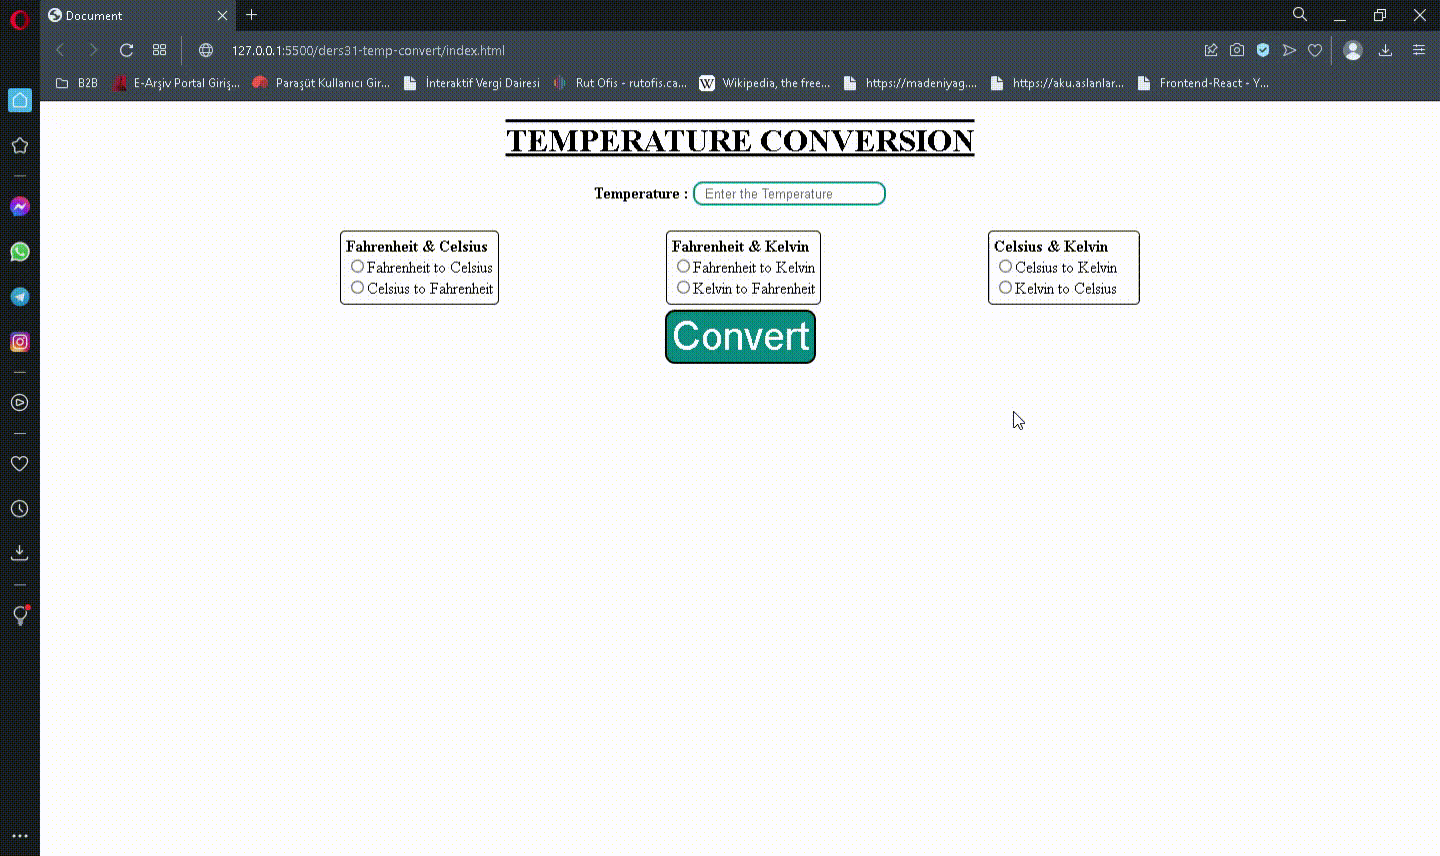 Document
127.0.0.1:5500/ders31-temp-convert/index.html
B2B E-Arşiv Portal Giriş... Paraşüt Kullanıcı Gir... İnteraktif Vergi Dairesi Rut Ofis - rutofis.ca... W Wikipedia, the free... https://madeniyag.... https://aku.aslanlar... Frontend-React - Y...
TEMPERATURE CONVERSION
Temperature : Enter the Temperature
Fahrenheit & Celsius
Fahrenheit to Celsius
Celsius to Fahrenheit
Fahrenheit & Kelvin
Fahrenheit to Kelvin
Kelvin to Fahrenheit
Celsius & Kelvin
Celsius to Kelvin
Kelvin to Celsius
Convert